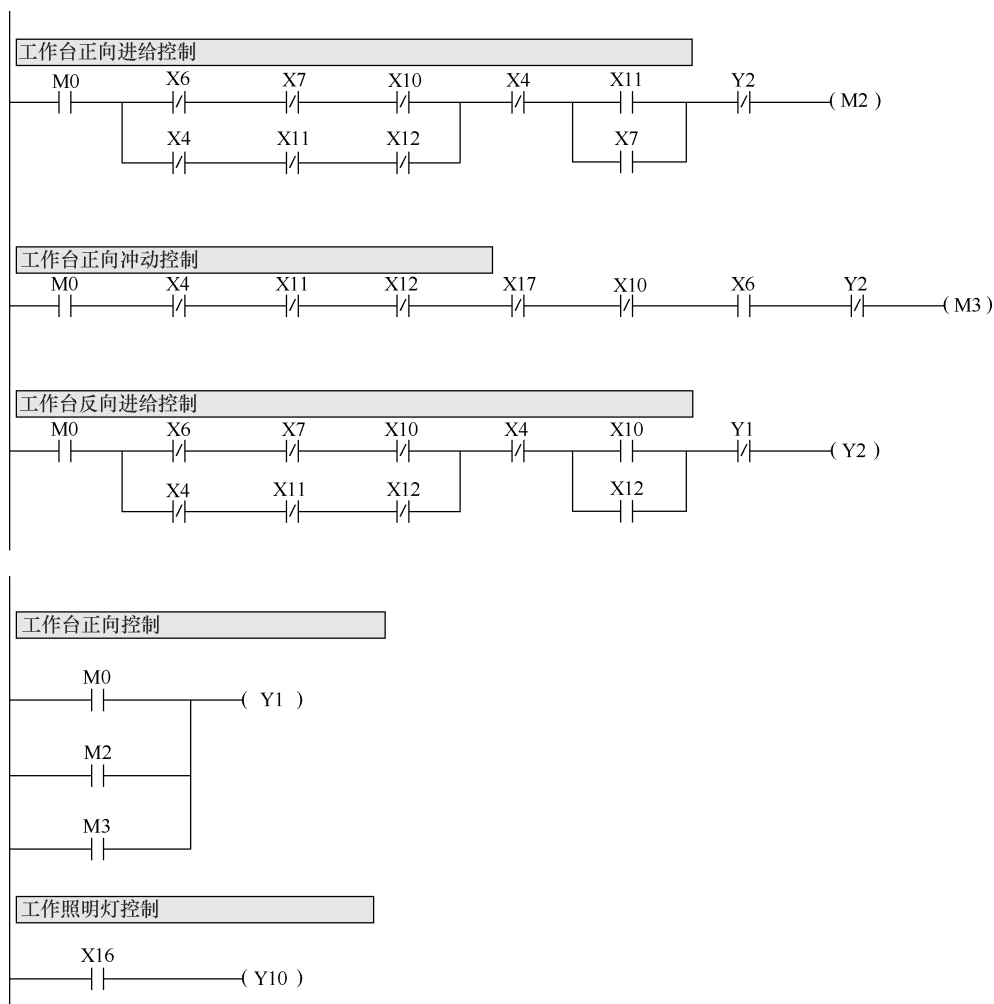 工作台正向进给控制
M0 X6 X7 X10 X4 X11 Y2
( M2 )
X4 X11 X12 X7
工作台正向冲动控制
M0 X4 X11 X12 X17 X10 X6 Y2
( M3 )
工作台反向进给控制
M0 X6 X7 X10 X4 X10 Y1
( Y2 )
X4 X11 X12 X12
工作台正向控制
M0
( Y1 )
M2
M3
工作照明灯控制
X16
( Y10 )